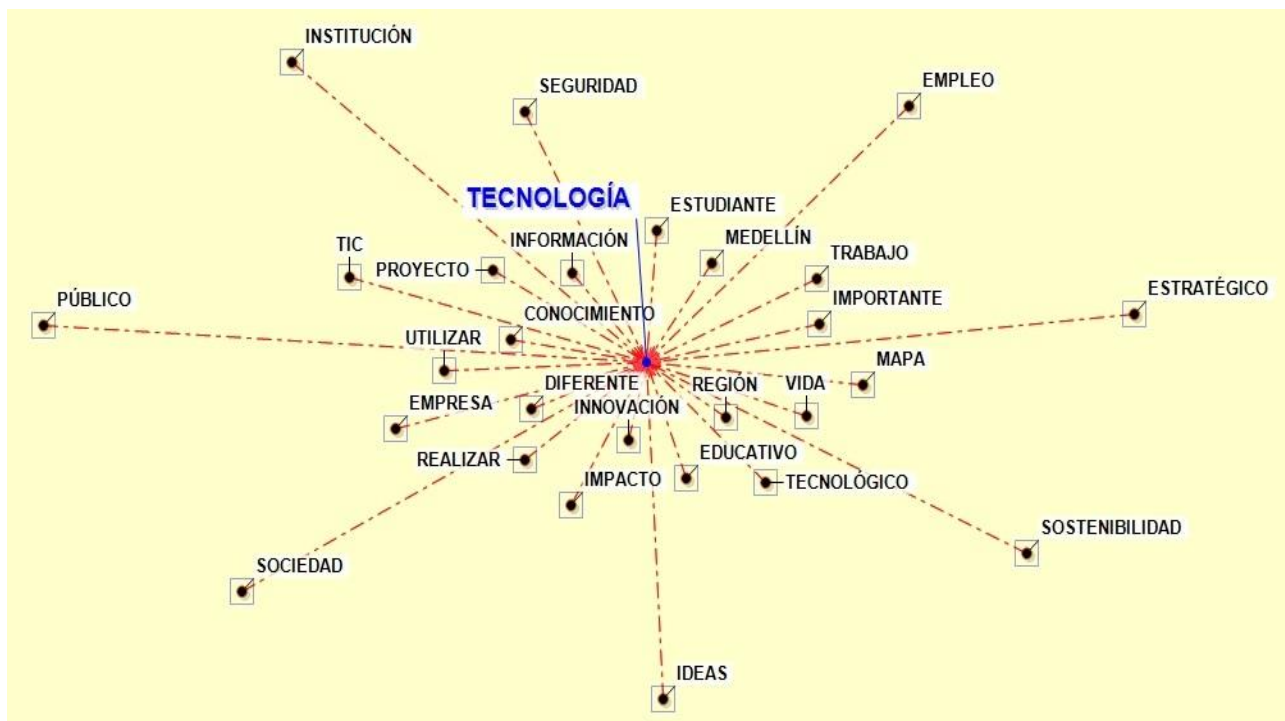 INSTITUCIÓN
EMPLEO
SEGURIDAD
TECNOLOGÍA
ESTUDIANTE
MEDELLÍN
INFORMACIÓN
TIC
TRABAJO
PROYECTO
ESTRATÉGICO
PÚBLICO
IMPORTANTE
CONOCIMIENTO
UTILIZAR
MAPA
DIFERENTE
REGIÓN
VIDA
EMPRESA
INNOVACIÓN
EDUCATIVO
REALIZAR
IMPACTO
TECNOLÓGICO
SOSTENIBILIDAD
SOCIEDAD
IDEAS